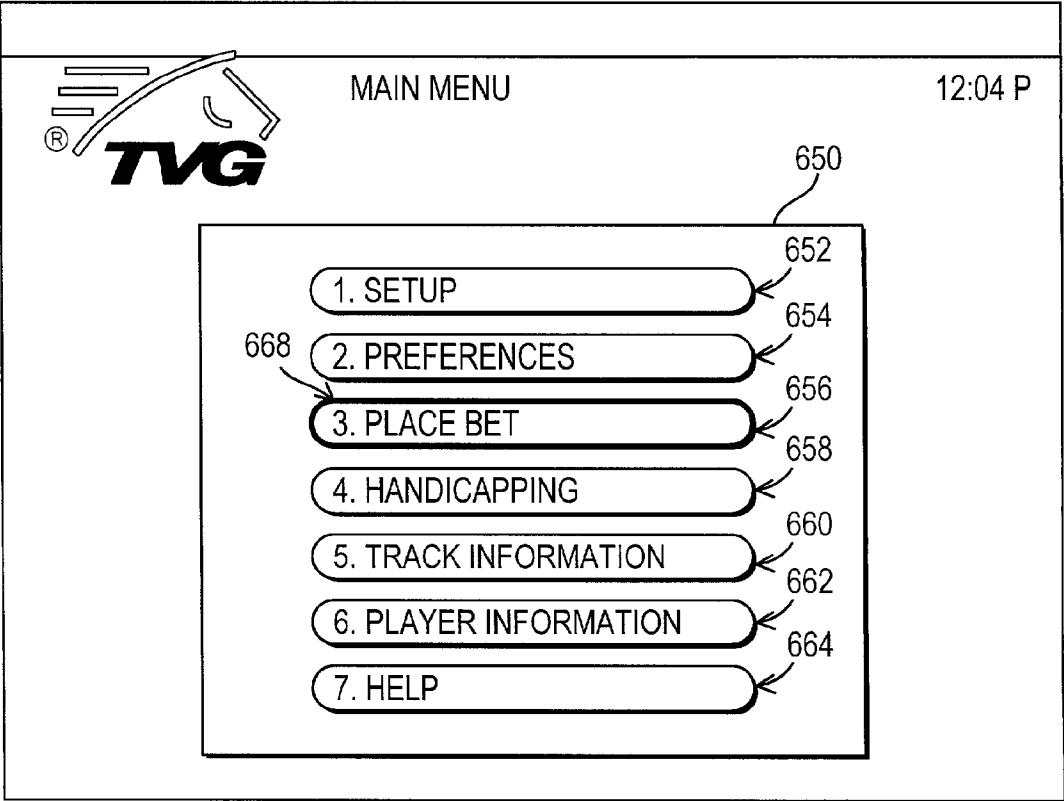 MAIN MENU
12:04 P
®
TVG
650
652
1. SETUP
654
668
2. PREFERENCES
656
3. PLACE BET
658
4. HANDICAPPING
660
5. TRACK INFORMATION
662
6. PLAYER INFORMATION
664
7. HELP